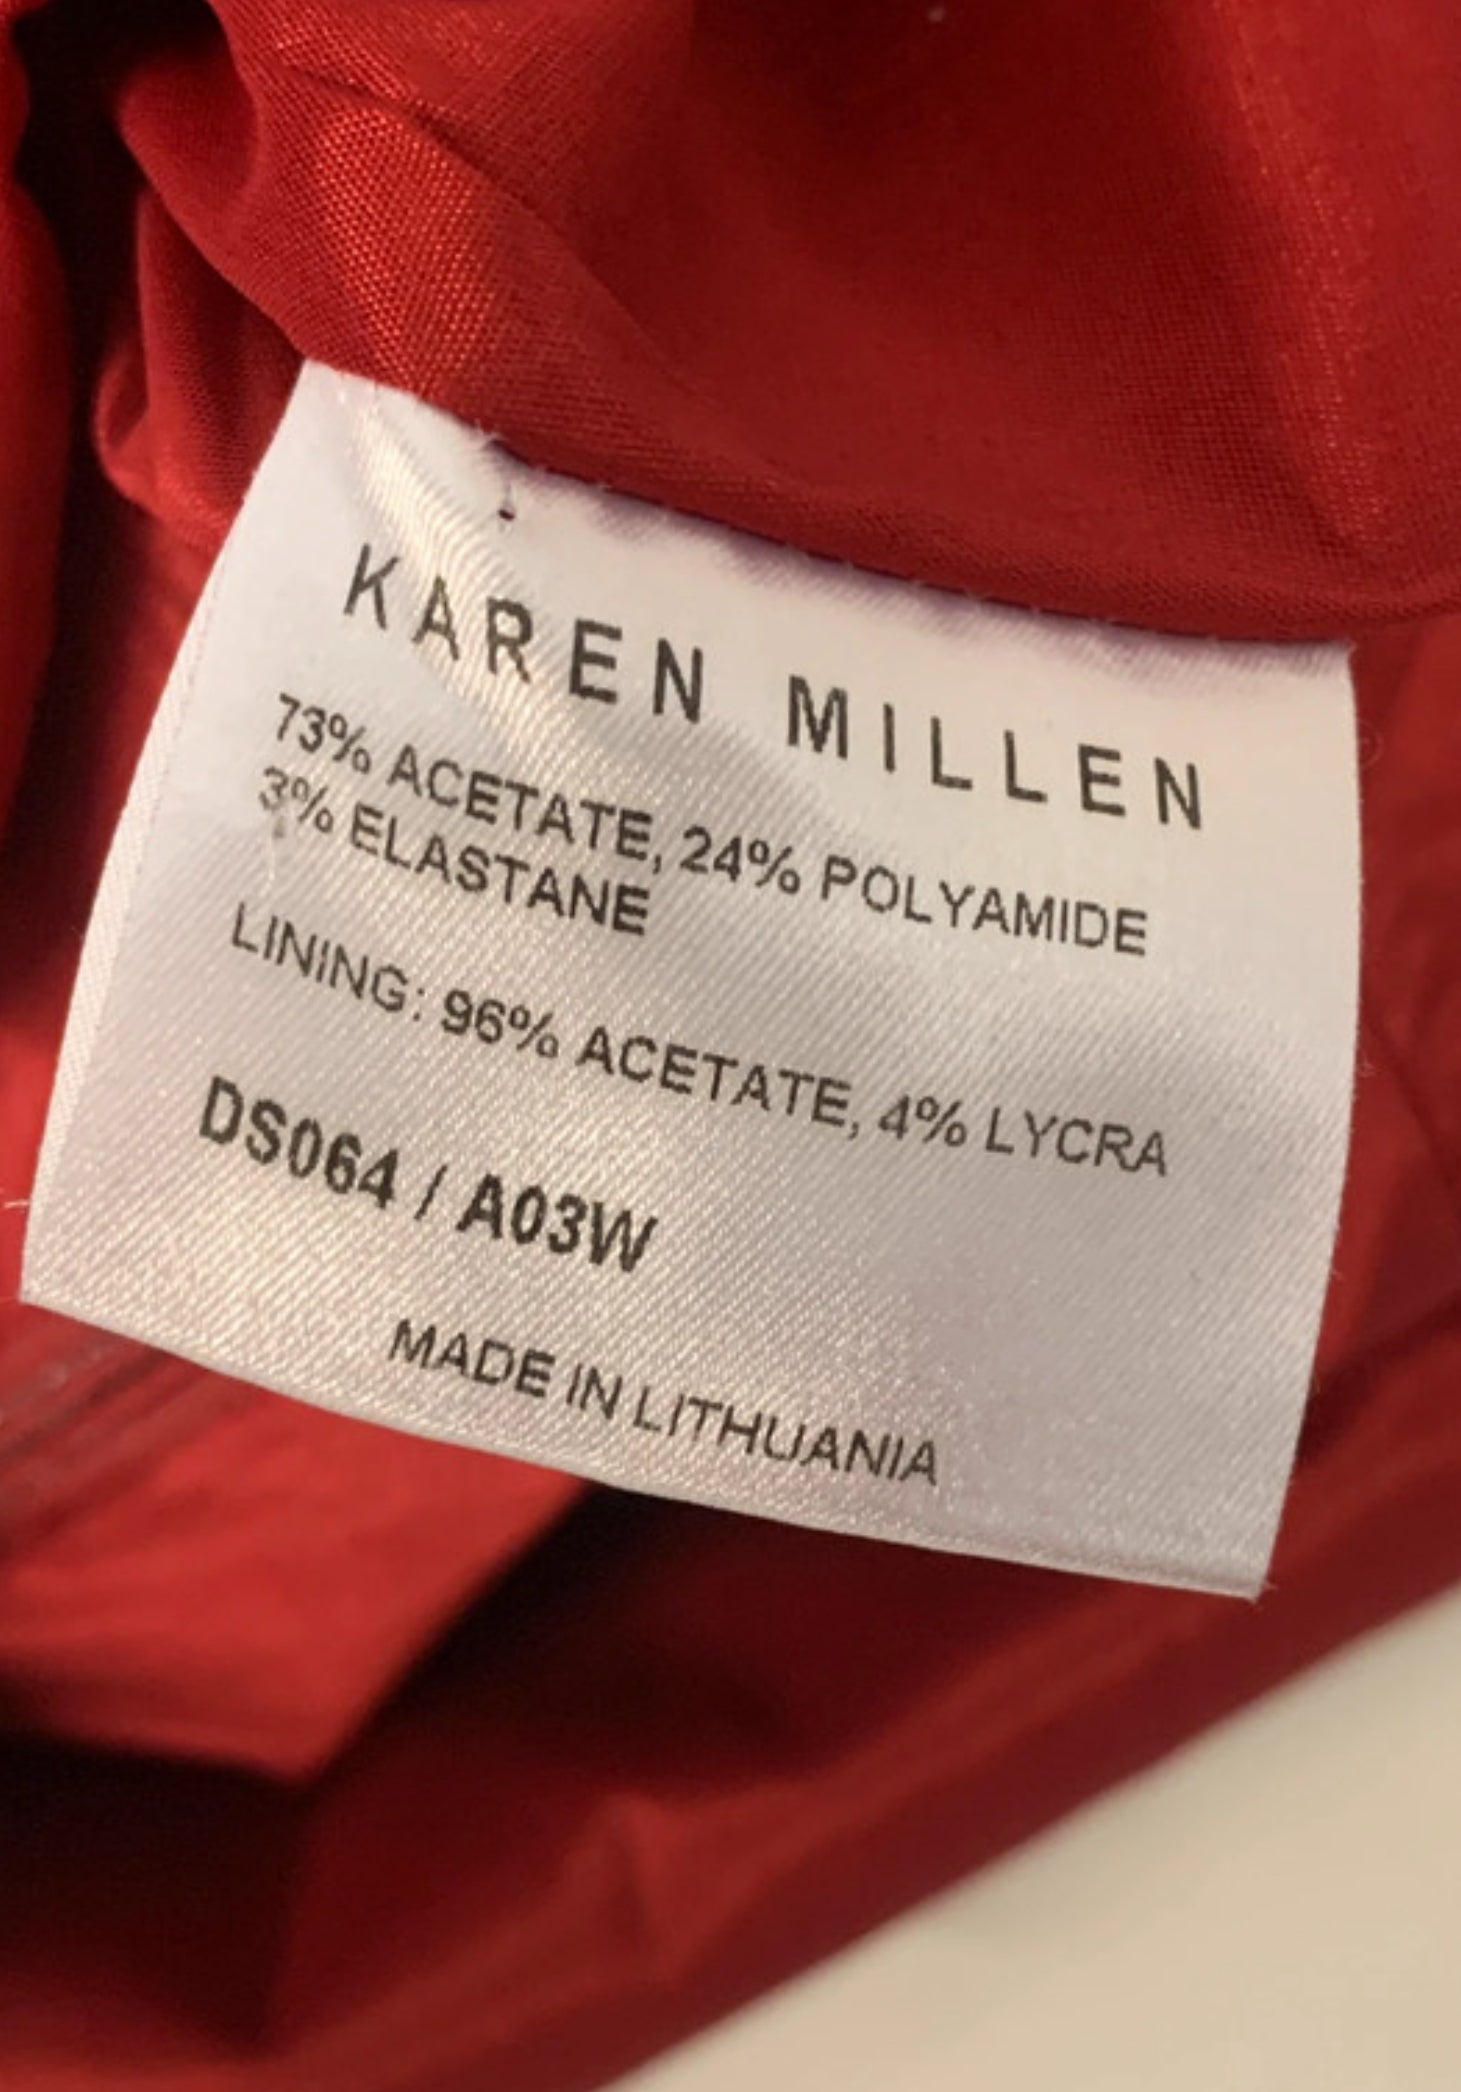 KAREN MILLEN
73% ACETATE, 24% POLYAMIDE
3% ELASTANE
LINING: 96% ACETATE, 4% LYCRA
DS064 / A03W
MADE IN LITHUANIA